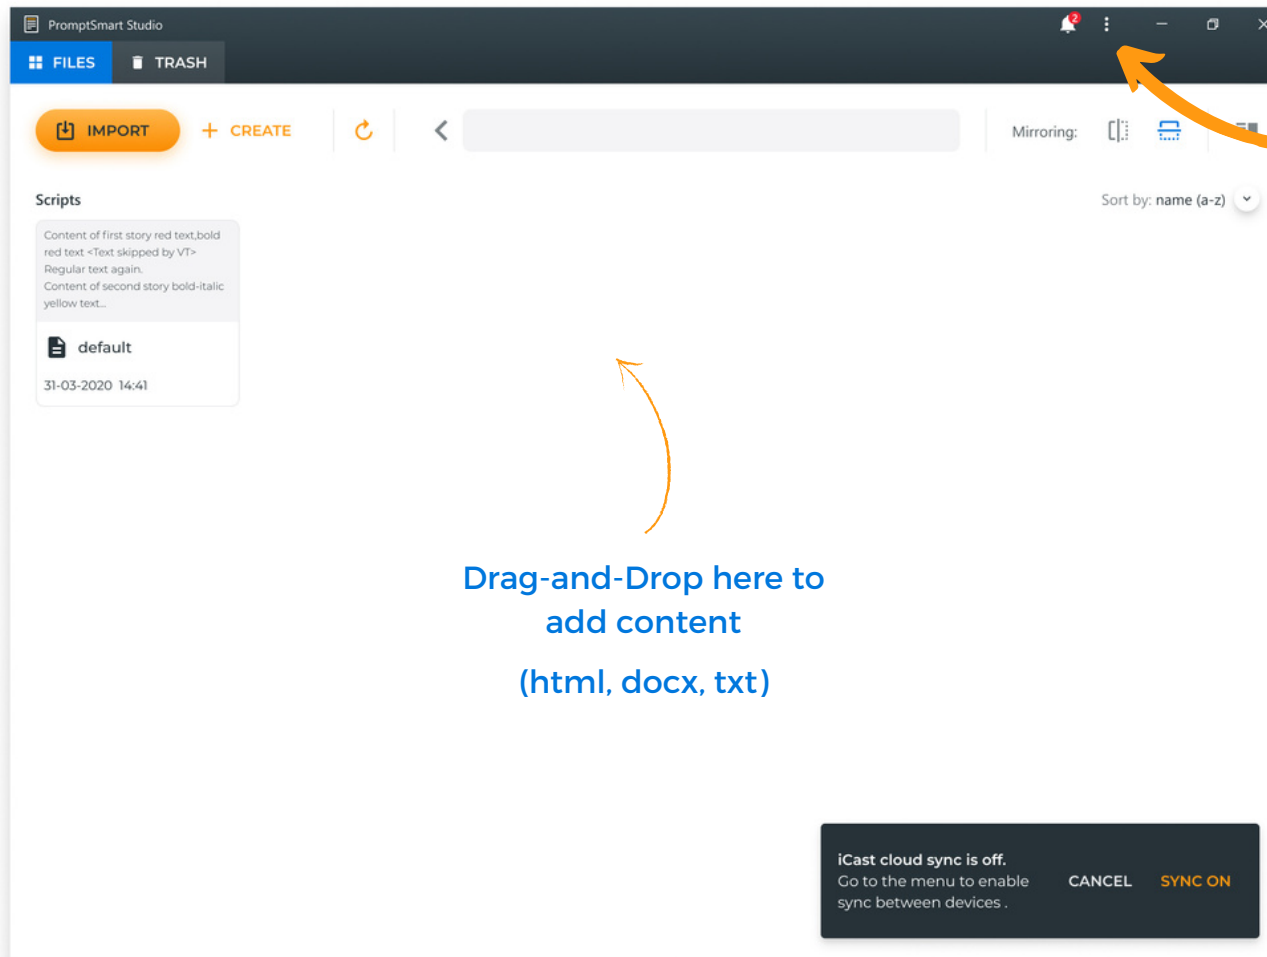 PromptSmart Studio
2
FILES
TRASH
IMPORT
+ CREATE
Mirroring:
Scripts
Sort by: name (a-z)
Content of first story red text,bold
red text <Text skipped by VT>
Regular text again.
Content of second story bold-italic
yellow text...
default
31-03-2020 14:41
Drag-and-Drop here to
add content
(html, docx, txt)
iCast cloud sync is off.
Go to the menu to enable
sync between devices .
CANCEL
SYNC ON